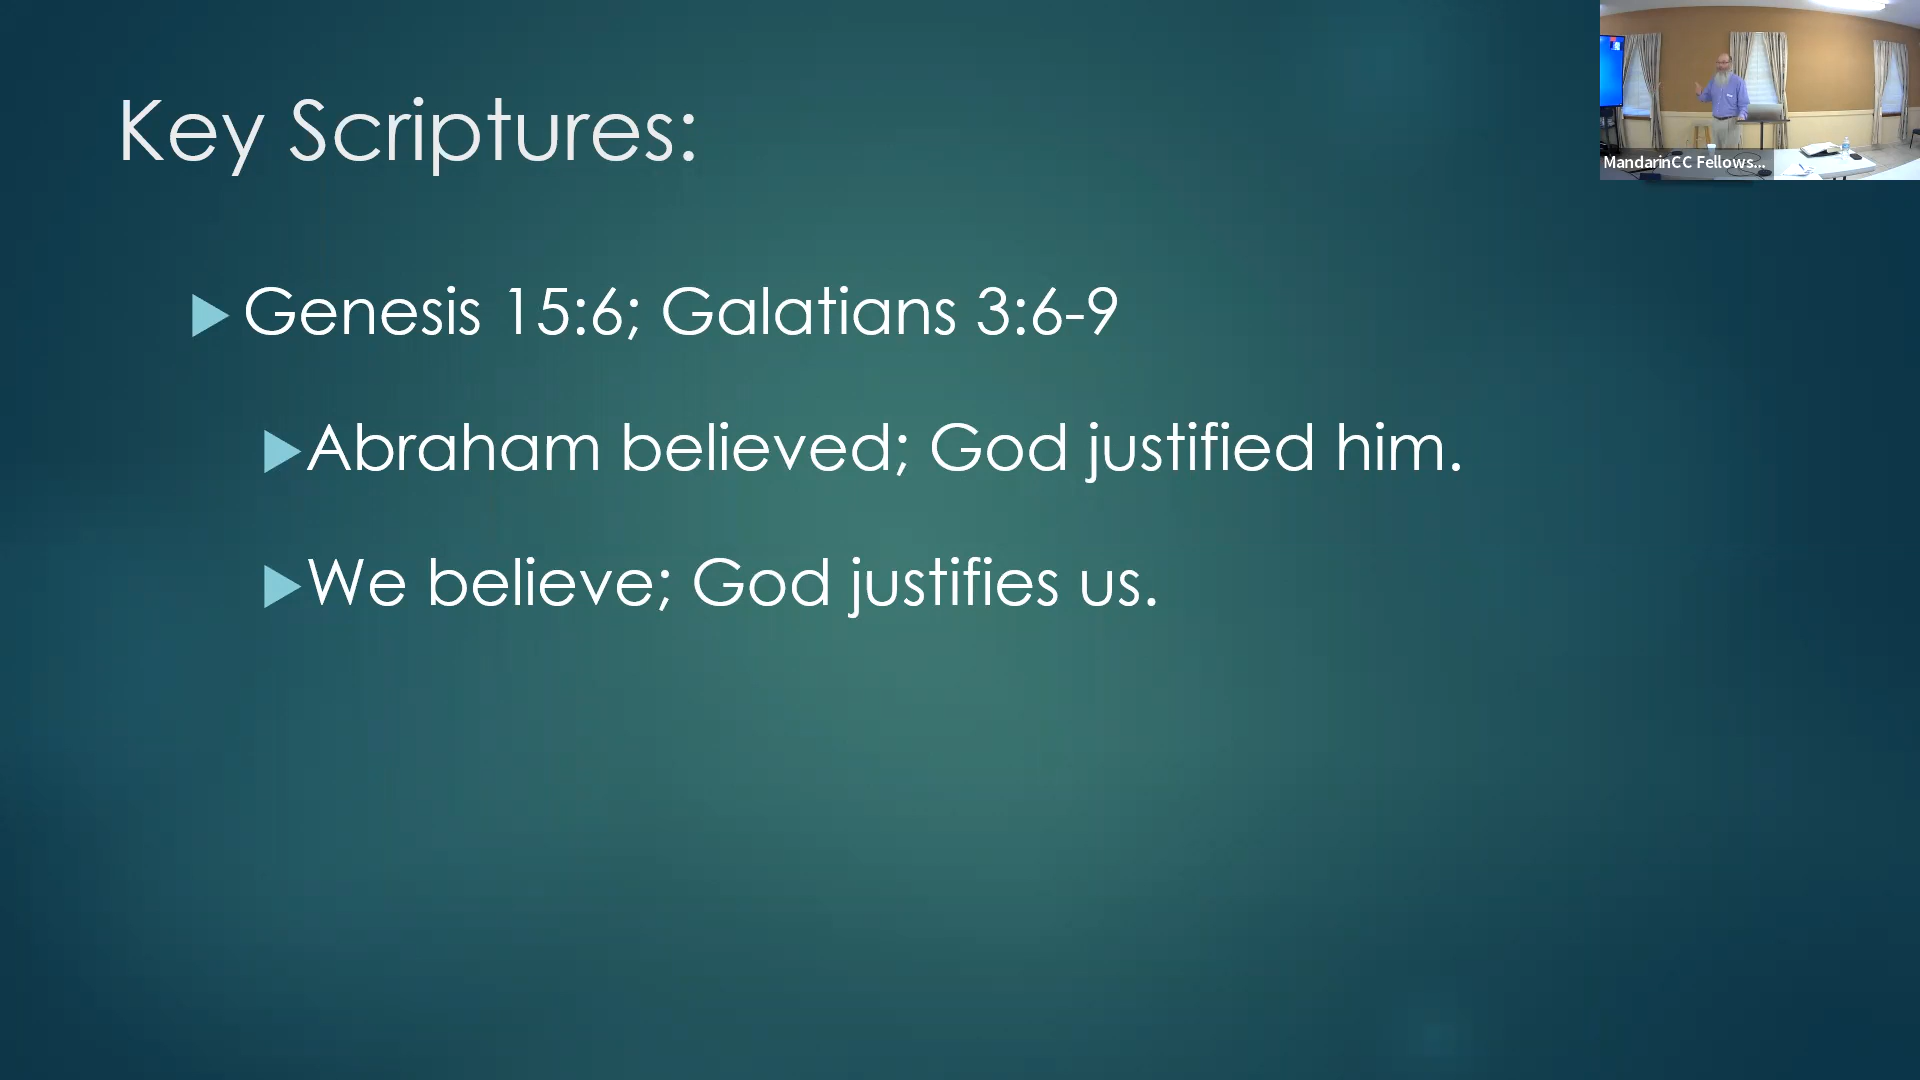 Key Scriptures:
Genesis 15:6; Galatians 3:6-9
Abraham believed; God justified him.
We believe; God justifies us.
MandarinCC Fellows...